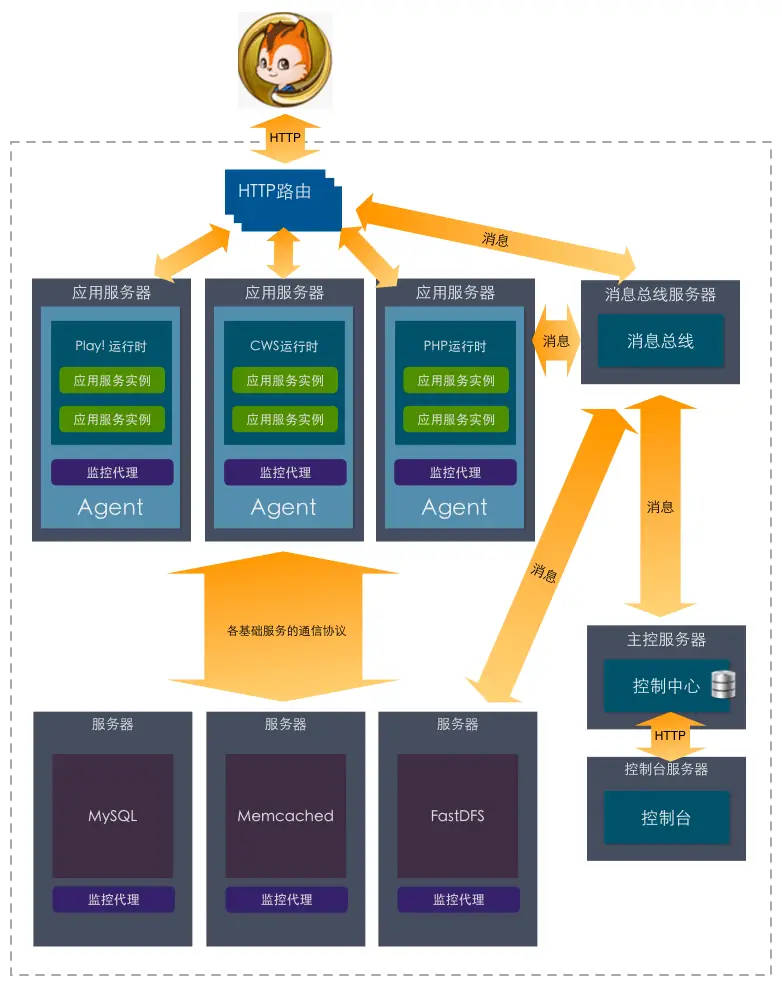 HTTP
HTTP路由
消息
应用服务器
应用服务器
应用服务器
消息总线服务器
Play! 运行时
CWS运行时
PHP运行时
消息
消息总线
应用服务实例
应用服务实例
应用服务实例
应用服务实例
应用服务实例
应用服务实例
监控代理
监控代理
监控代理
Agent
Agent
Agent
消息
消息
各基础服务的通信协议
主控服务器
控制中心
服务器
服务器
服务器
HTTP
控制台服务器
MySQL
Memcached
FastDFS
控制台
监控代理
监控代理
监控代理